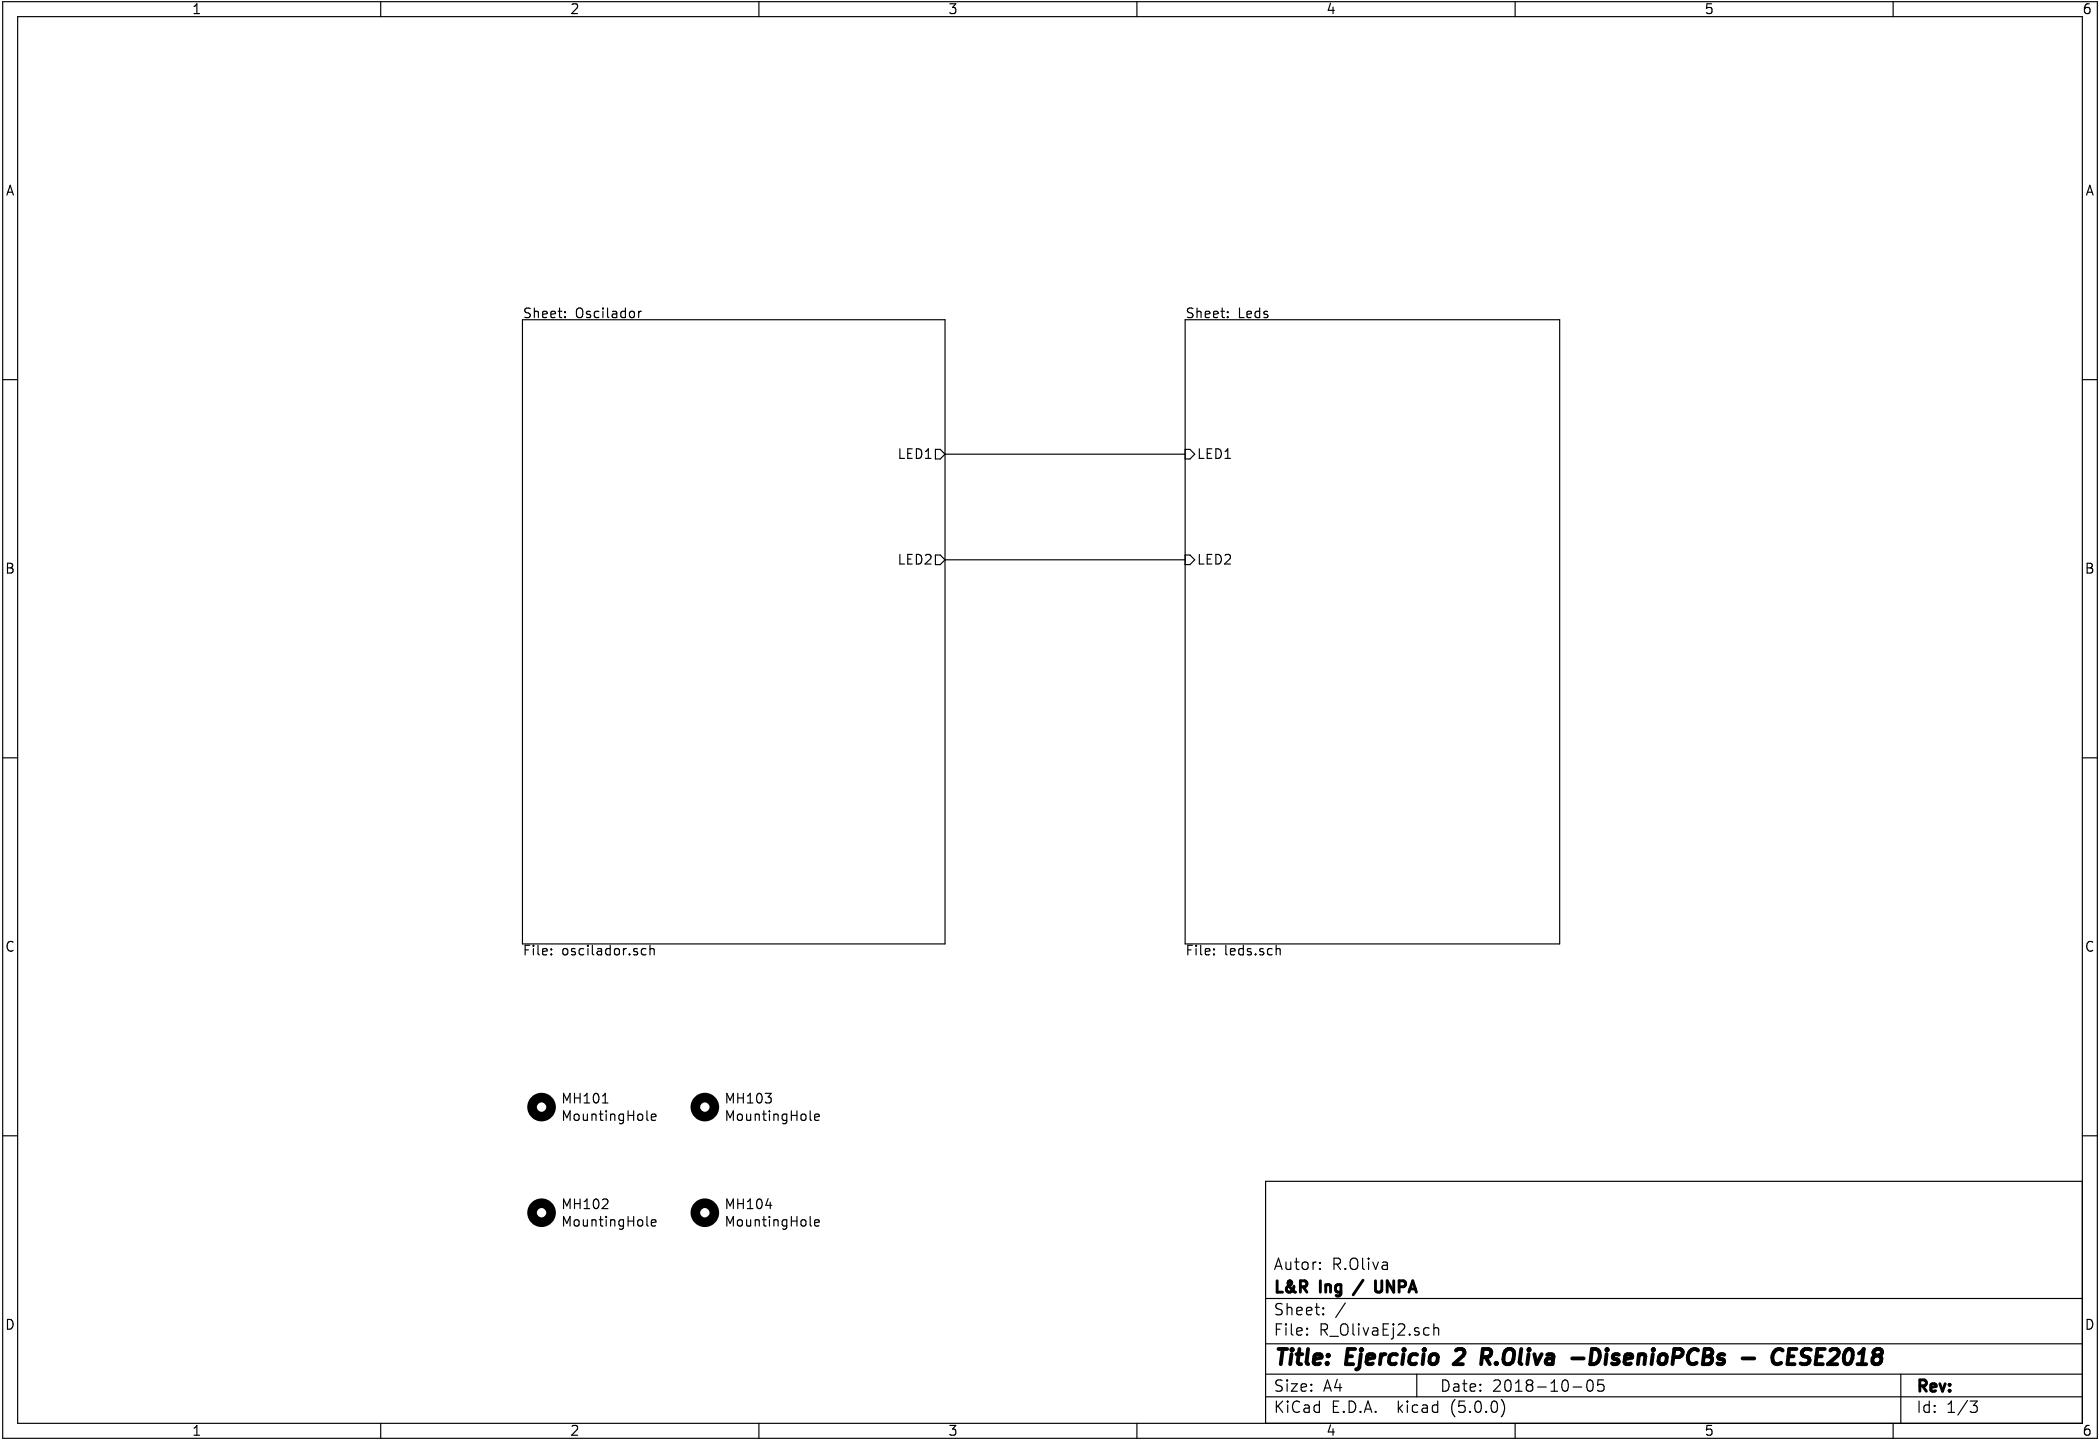 1 2 3 4 5 6
A A
Sheet: Oscilador Sheet: Leds
LED1 LED1
LED2 LED2
B B
File: oscilador.sch File: leds.sch
C C
MH101 MH103
MountingHole MountingHole
MH102 MH104
MountingHole MountingHole
Autor: R.Oliva
L&R Ing / UNPA
Sheet: /
File: R_OlivaEj2.sch
D D
Title: Ejercicio 2 R.Oliva -DisenioPCBs - CESE2018
Size: A4 Date: 2018-10-05 Rev:
KiCad E.D.A. kicad (5.0.0) Id: 1/3
1 2 3 4 5 6